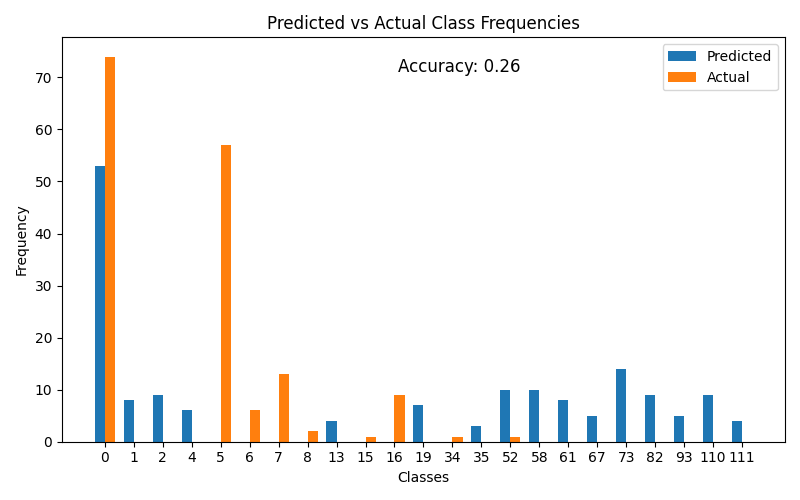 Predicted vs Actual Class Frequencies
Accuracy: 0.26
Predicted
Actual
Frequency
70
60
50
40
30
20
10
0
0 1 2 4 5 6 7 8 13 15 16 19 34 35 52 58 61 67 73 82 93 110 111
Classes